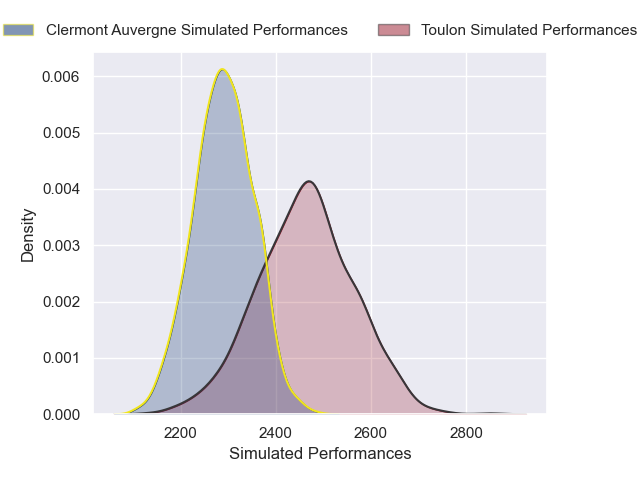 Clermont Auvergne Simulated Performances
Toulon Simulated Performances
0.006
0.005
0.004
0.003
0.002
0.001
0.000
Density
2200
2400
2600
2800
Simulated Performances